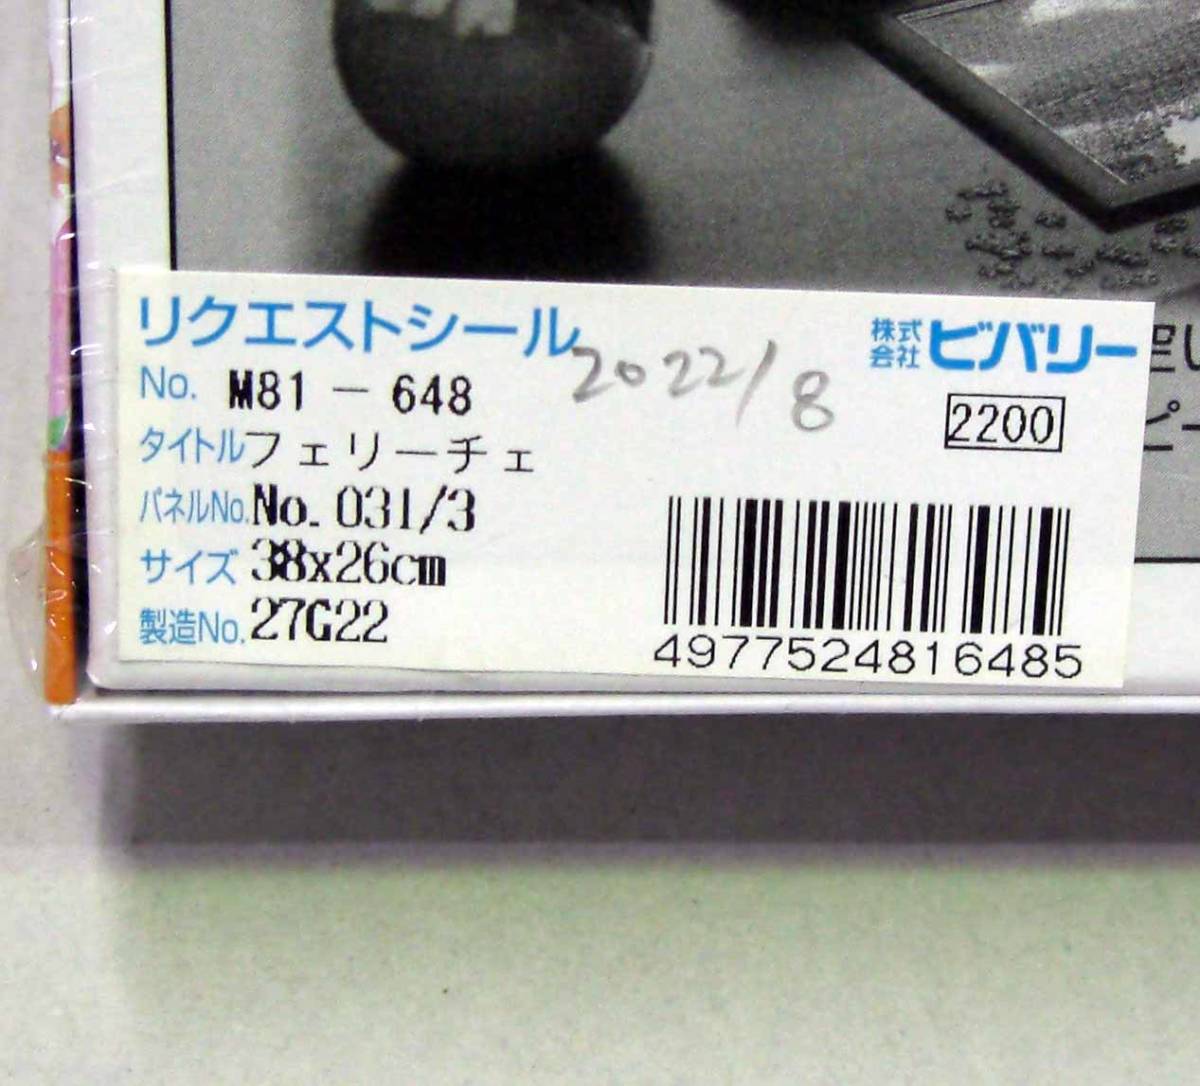 リクエストシール
2022/8
株式会社 ビバリー
No. M81-648
2200
タイトル フェリーチェ
パネルNo. No. 031/3
サイズ 38x26cm
製造No. 27G22
4977524816485